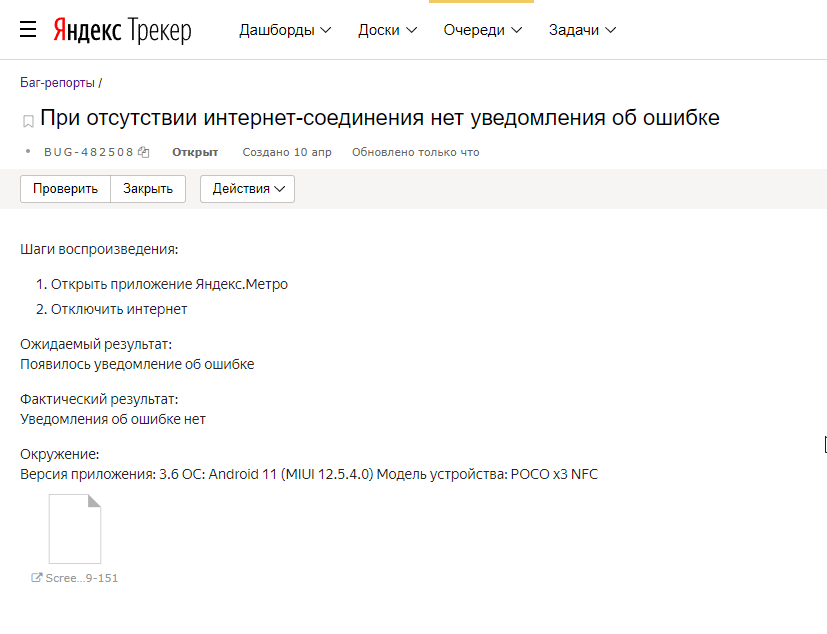 Яндекс Трекер Дашборды Доски Очереди Задачи
Баг-репорты /
При отсутствии интернет-соединения нет уведомления об ошибке
BUG-482508 Открыт Создано 10 апр Обновлено только что
Проверить Закрыть Действия
Шаги воспроизведения:
1. Открыть приложение Яндекс.Метро
2. Отключить интернет
Ожидаемый результат:
Появилось уведомление об ошибке
Фактический результат:
Уведомления об ошибке нет
Окружение:
Версия приложения: 3.6 ОС: Android 11 (MIUI 12.5.4.0) Модель устройства: POCO x3 NFC
Scree...9-151